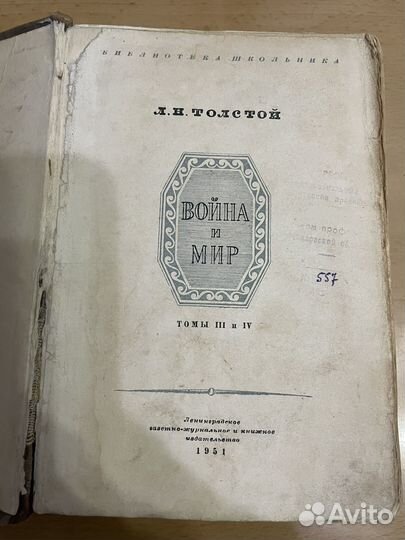 БИБЛИОТЕКА ШКОЛЬНИКА
Л. Н. ТОЛСТОЙ
ВОЙНА
И
МИР
ТОМЫ III и IV
557
Ленинградское
газетно-журнальное и книжное
издательство
1951
Avito